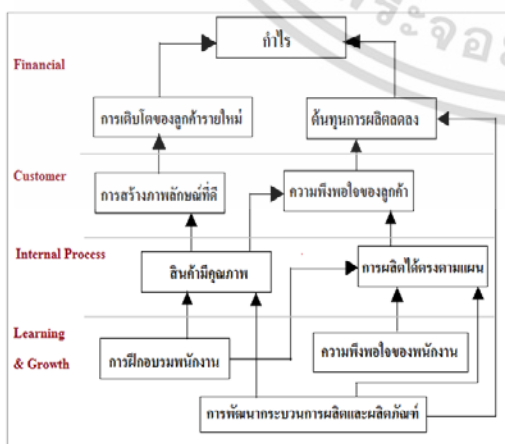 กำไร
Financial
การเติบโตของลูกค้ารายใหม่
ต้นทุนการผลิตลดลง
Customer
การสร้างภาพลักษณ์ที่ดี
ความพึงพอใจของลูกค้า
Internal Process
สินค้ามีคุณภาพ
การผลิตได้ตรงตามแผน
Learning
& Growth
การฝึกอบรมพนักงาน
ความพึงพอใจของพนักงาน
การพัฒนากระบวนการผลิตและผลิตภัณฑ์